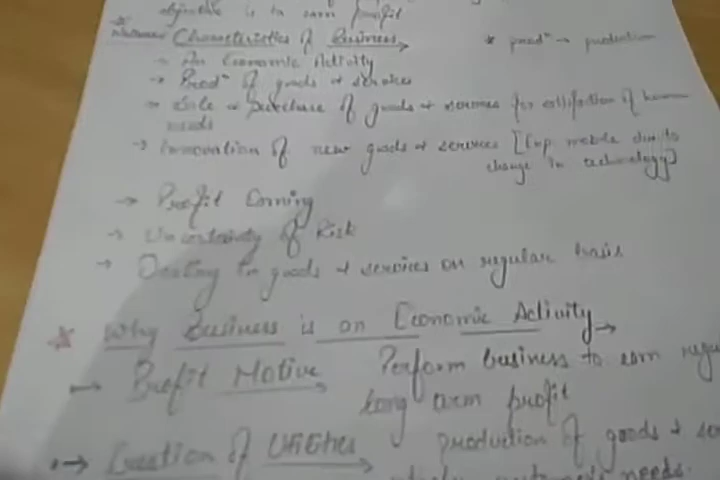 objective is to earn profit
Characteristics of Business
* prodⁿ → production
→ An Economic Activity
→ Prodⁿ of goods & services
→ Sale & purchase of goods & services for satisfaction of human
needs
→ Innovation of new goods & services [ mobile due to
change in technology]
→ Profit Earning
→ Uncertainty of Risk
→ Dealing in goods & services on regular basis
* Why Business is an Economic Activity →
→ Profit Motive → Perform business to earn
long profit
→ Creation of Utilities → production of goods &
needs.